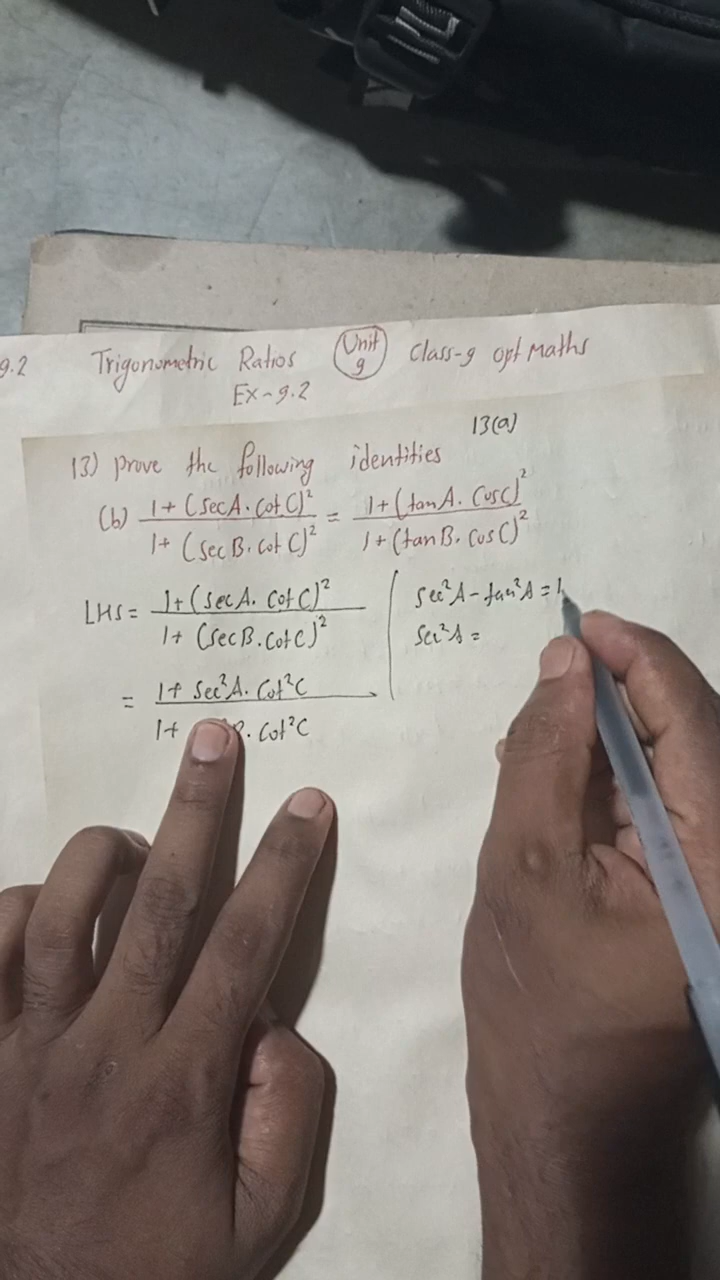 9.2 Trigonometric Ratios Unit 9 Class-9 opt Maths
Ex-9.2
13(a)
13) prove the following identities
(b) 1+(secA.cotC)² / 1+(secB.cotC)² = 1+(tanA.CosC)² / 1+(tanB.CosC)²
LHS = 1+(secA.CotC)² / 1+(secB.CotC)²
= 1+Sec²A.Cot²C / 1+ B.Cot²C
Sec²A-tan²A=1
Sec²A=